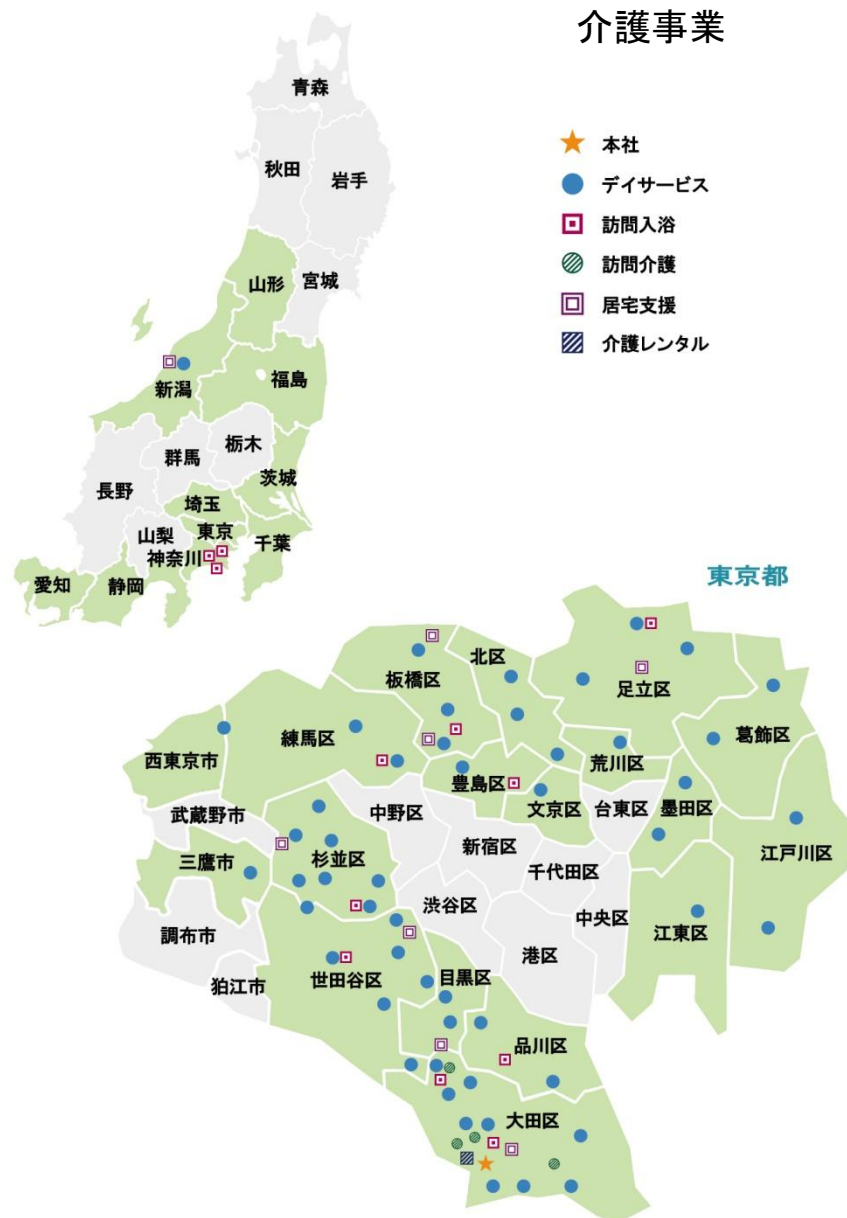 介護事業
本社
デイサービス
訪問入浴
訪問介護
居宅支援
介護レンタル
青森
秋田
岩手
山形
宮城
新潟
福島
栃木
群馬
茨城
長野
埼玉
山梨
東京
千葉
神奈川
愛知
静岡
東京都
北区
板橋区
足立区
練馬区
葛飾区
西東京市
荒川区
豊島区
文京区
台東区
墨田区
武蔵野市
中野区
新宿区
江戸川区
三鷹市
杉並区
千代田区
渋谷区
中央区
江東区
調布市
港区
狛江市
世田谷区
目黒区
品川区
大田区